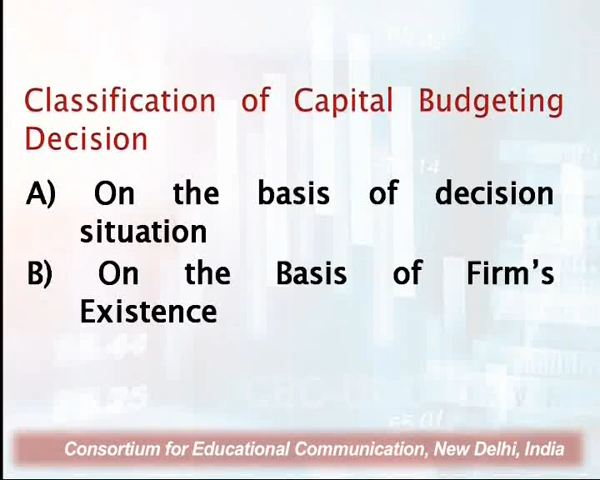 Classification of Capital Budgeting
Decision
A) On the basis of decision
situation
B) On the Basis of Firm's
Existence
Consortium for Educational Communication, New Delhi, India